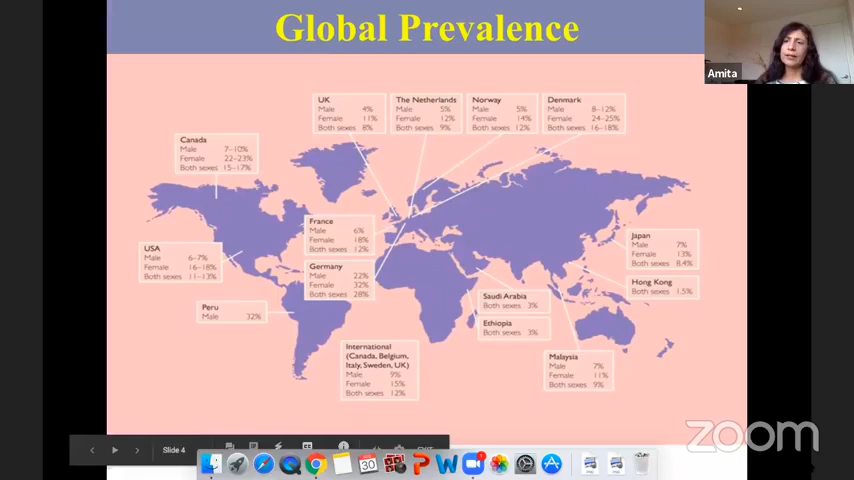 Global Prevalence
Amita
UK
Male 4%
Female 11%
Both sexes 8%
The Netherlands
Male 5%
Female 12%
Both sexes 9%
Norway
Male 5%
Female 14%
Both sexes 12%
Denmark
Male 8–12%
Female 24–25%
Both sexes 16–18%
Canada
Male 7–10%
Female 22–23%
Both sexes 15–17%
France
Male 6%
Female 18%
Both sexes 12%
USA
Male 6–7%
Female 16–18%
Both sexes 11–13%
Germany
Male 22%
Female 32%
Both sexes 28%
Japan
Male 7%
Female 13%
Both sexes 8.4%
Hong Kong
Both sexes 1.5%
Saudi Arabia
Both sexes 3%
Ethiopia
Both sexes 3%
Peru
Male 32%
International
(Canada, Belgium,
Italy, Sweden, UK)
Male 9%
Female 15%
Both sexes 12%
Malaysia
Male 7%
Female 11%
Both sexes 9%
zoom
Slide 4
30